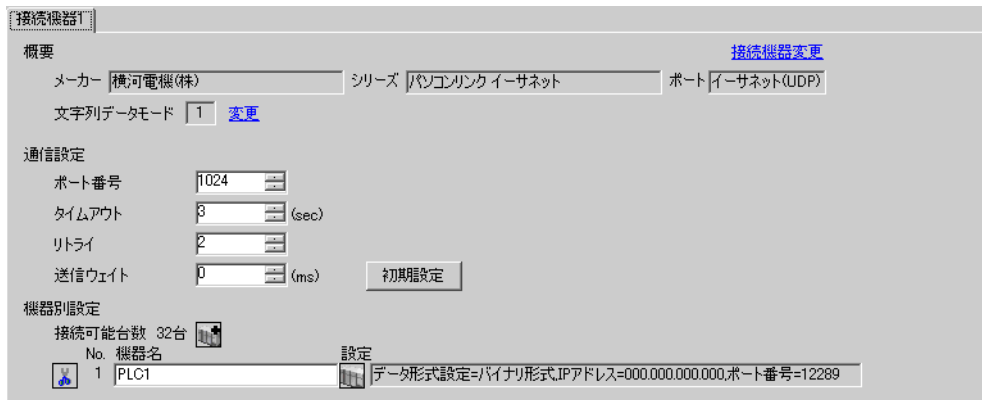 接続機器1
概要
接続機器変更
メーカー 横河電機(株) シリーズ パソコンリンク イーサネット ポート イーサネット(UDP)
文字列データモード 1 変更
通信設定
ポート番号 1024
タイムアウト 3 (sec)
リトライ 2
送信ウェイト 0 (ms) 初期設定
機器別設定
接続可能台数 32台
No. 機器名 設定
1 PLC1 データ形式設定=バイナリ形式,IPアドレス=000.000.000.000,ポート番号=12289